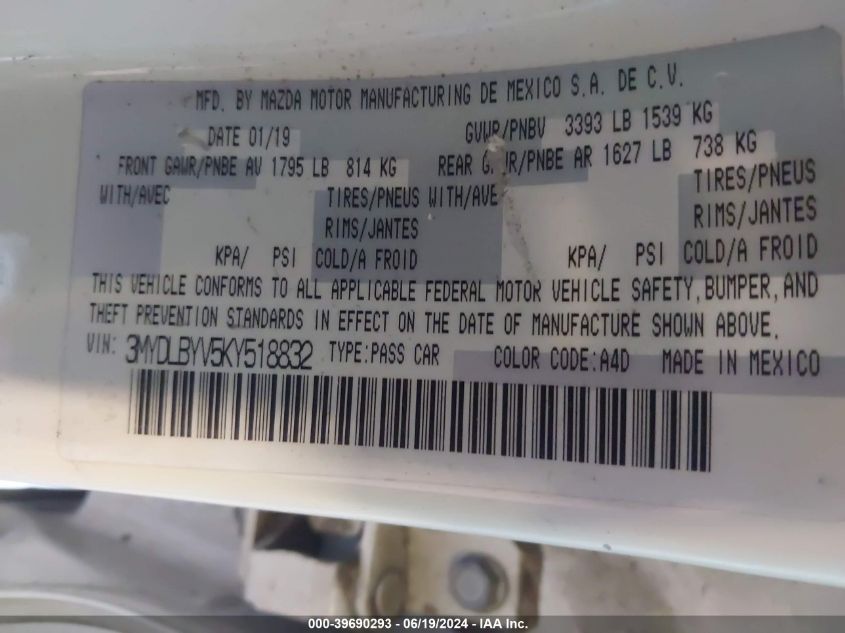 MFD. BY MAZDA MOTOR MANUFACTURING DE MEXICO S.A. DE C.V.
DATE 01/19 GVWR/PNBV 3393 LB 1539 KG
FRONT GAWR/PNBE AV 1795 LB 814 KG REAR GAWR/PNBE AR 1627 LB 738 KG
WITH/AVEC TIRES/PNEUS WITH/AVEC TIRES/PNEUS
RIMS/JANTES RIMS/JANTES
KPA/ PSI COLD/A FROID KPA/ PSI COLD/A FROID
THIS VEHICLE CONFORMS TO ALL APPLICABLE FEDERAL MOTOR VEHICLE SAFETY, BUMPER, AND
THEFT PREVENTION STANDARDS IN EFFECT ON THE DATE OF MANUFACTURE SHOWN ABOVE.
VIN: 3MYDLBYV5KY518832 TYPE:PASS CAR COLOR CODE:A4D MADE IN MEXICO
000-39690293 - 06/19/2024 - IAA Inc.